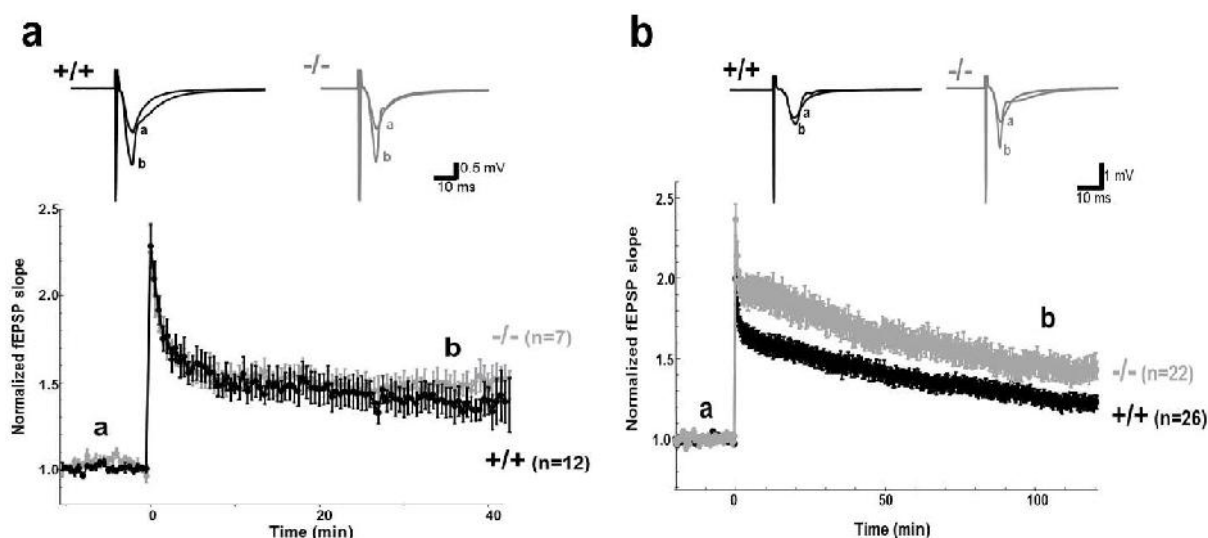 a
+/+
-/-
a
b
a
b
0.5 mV
10 ms
2.5
2.0
1.5
1.0
Normalized fEPSP slope
a
b
-/- (n=7)
+/+ (n=12)
0
20
40
Time (min)
b
+/+
-/-
a
b
a
b
1 mV
10 ms
2.5
2.0
1.5
1.0
Normalized fEPSP slope
a
b
-/- (n=22)
+/+ (n=26)
0
50
100
Time (min)